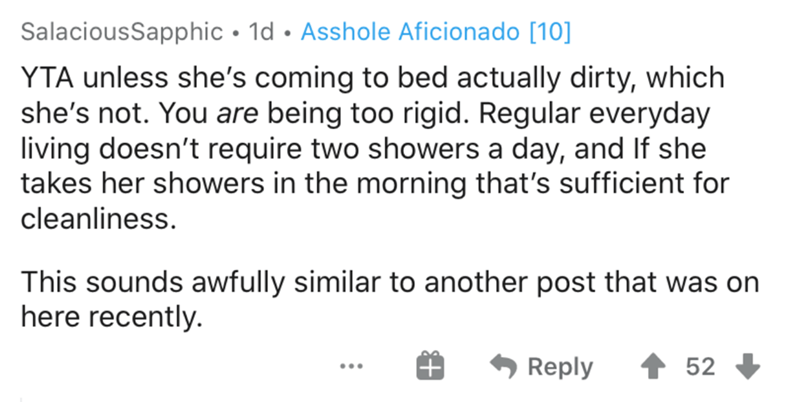 SalaciousSapphic • 1d • Asshole Aficionado [10]
YTA unless she’s coming to bed actually dirty, which
she’s not. You are being too rigid. Regular everyday
living doesn’t require two showers a day, and If she
takes her showers in the morning that’s sufficient for
cleanliness.
This sounds awfully similar to another post that was on
here recently.
... Reply 52